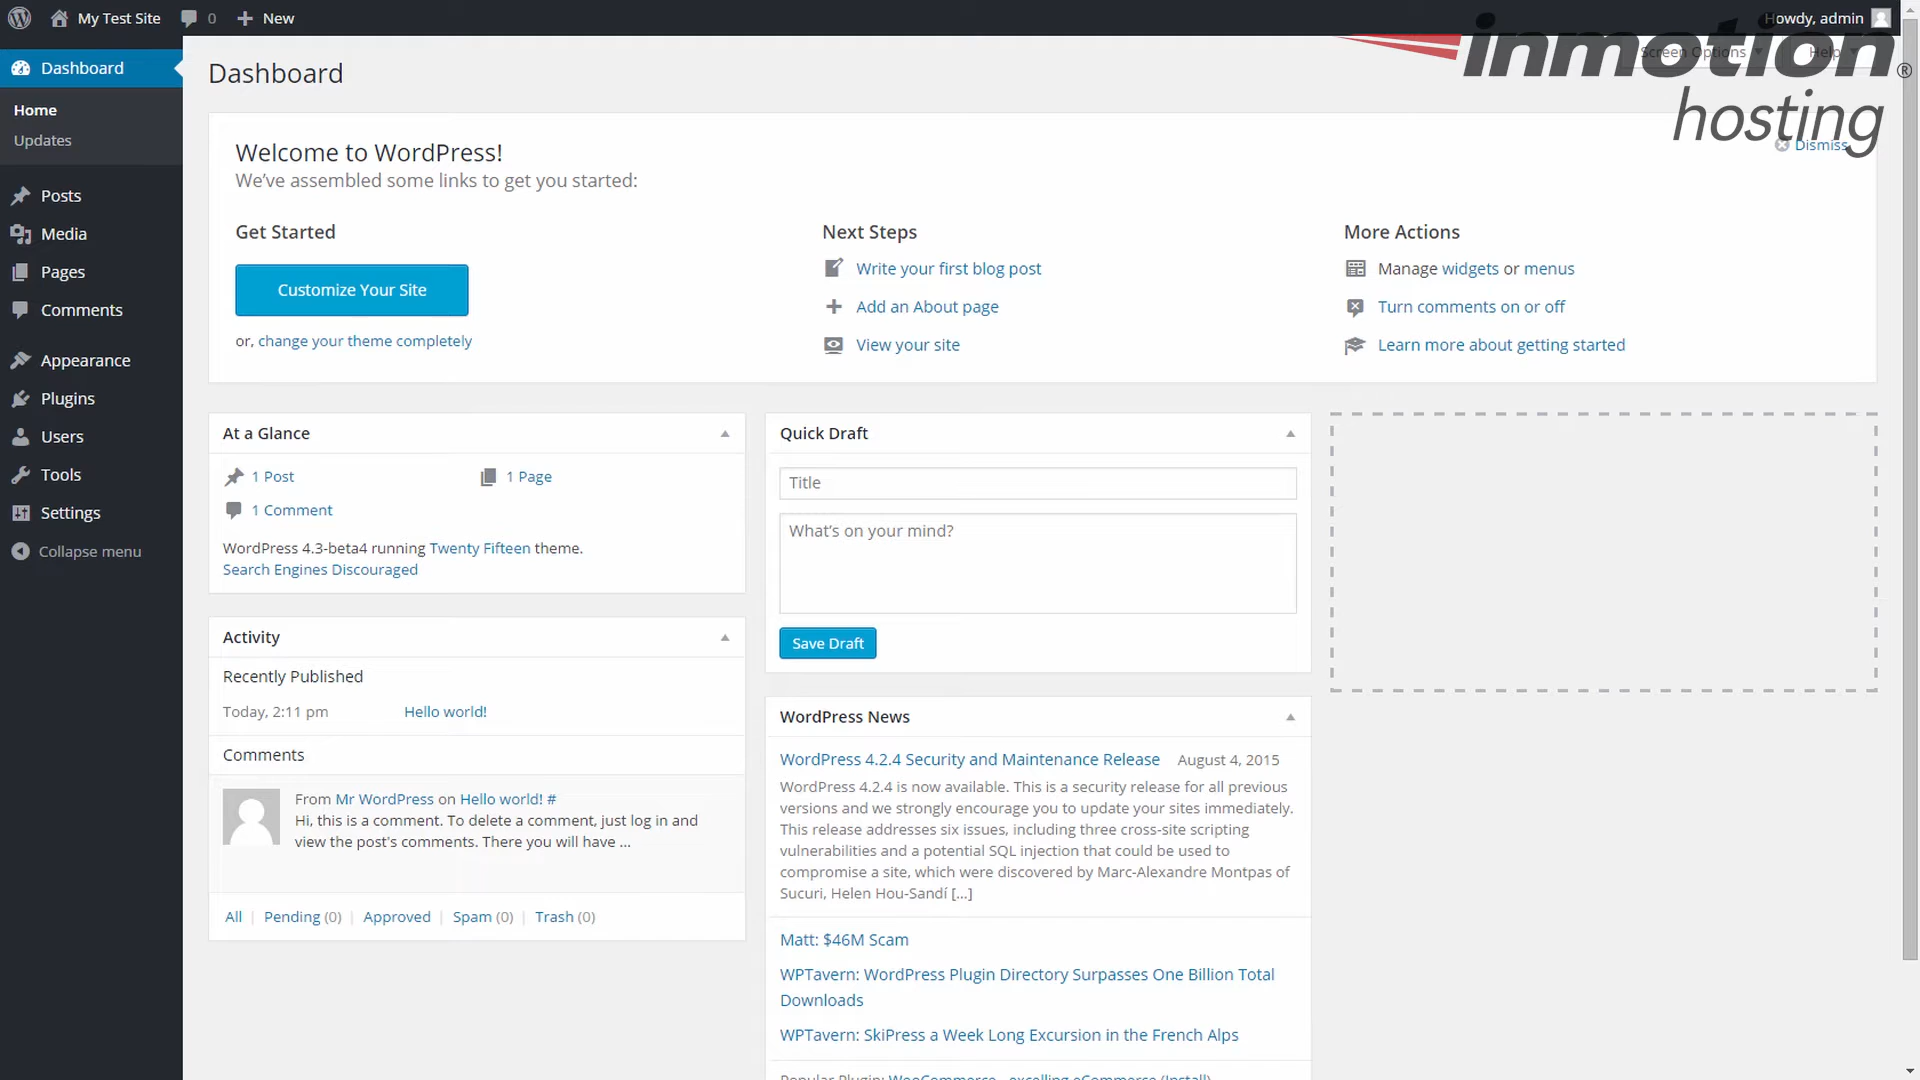 My Test Site 0 New Howdy, admin
inmotion®
hosting
Screen Options Help
Dashboard
Home
Updates
Posts
Media
Pages
Comments
Appearance
Plugins
Users
Tools
Settings
Collapse menu
Dashboard
Dismiss
Welcome to WordPress!
We've assembled some links to get you started:
Get Started
Customize Your Site
or, change your theme completely
Next Steps
Write your first blog post
Add an About page
View your site
More Actions
Manage widgets or menus
Turn comments on or off
Learn more about getting started
At a Glance
1 Post 1 Page
1 Comment
WordPress 4.3-beta4 running Twenty Fifteen theme.
Search Engines Discouraged
Activity
Recently Published
Today, 2:11 pm Hello world!
Comments
From Mr WordPress on Hello world! #
Hi, this is a comment. To delete a comment, just log in and
view the post's comments. There you will have ...
All | Pending (0) | Approved | Spam (0) | Trash (0)
Quick Draft
Title
What's on your mind?
Save Draft
WordPress News
WordPress 4.2.4 Security and Maintenance Release August 4, 2015
WordPress 4.2.4 is now available. This is a security release for all previous
versions and we strongly encourage you to update your sites immediately.
This release addresses six issues, including three cross-site scripting
vulnerabilities and a potential SQL injection that could be used to
compromise a site, which were discovered by Marc-Alexandre Montpas of
Sucuri, Helen Hou-Sandí [...]
Matt: $46M Scam
WPTavern: WordPress Plugin Directory Surpasses One Billion Total
Downloads
WPTavern: SkiPress a Week Long Excursion in the French Alps
Popular Plugin: WooCommerce - excelling eCommerce (Install)